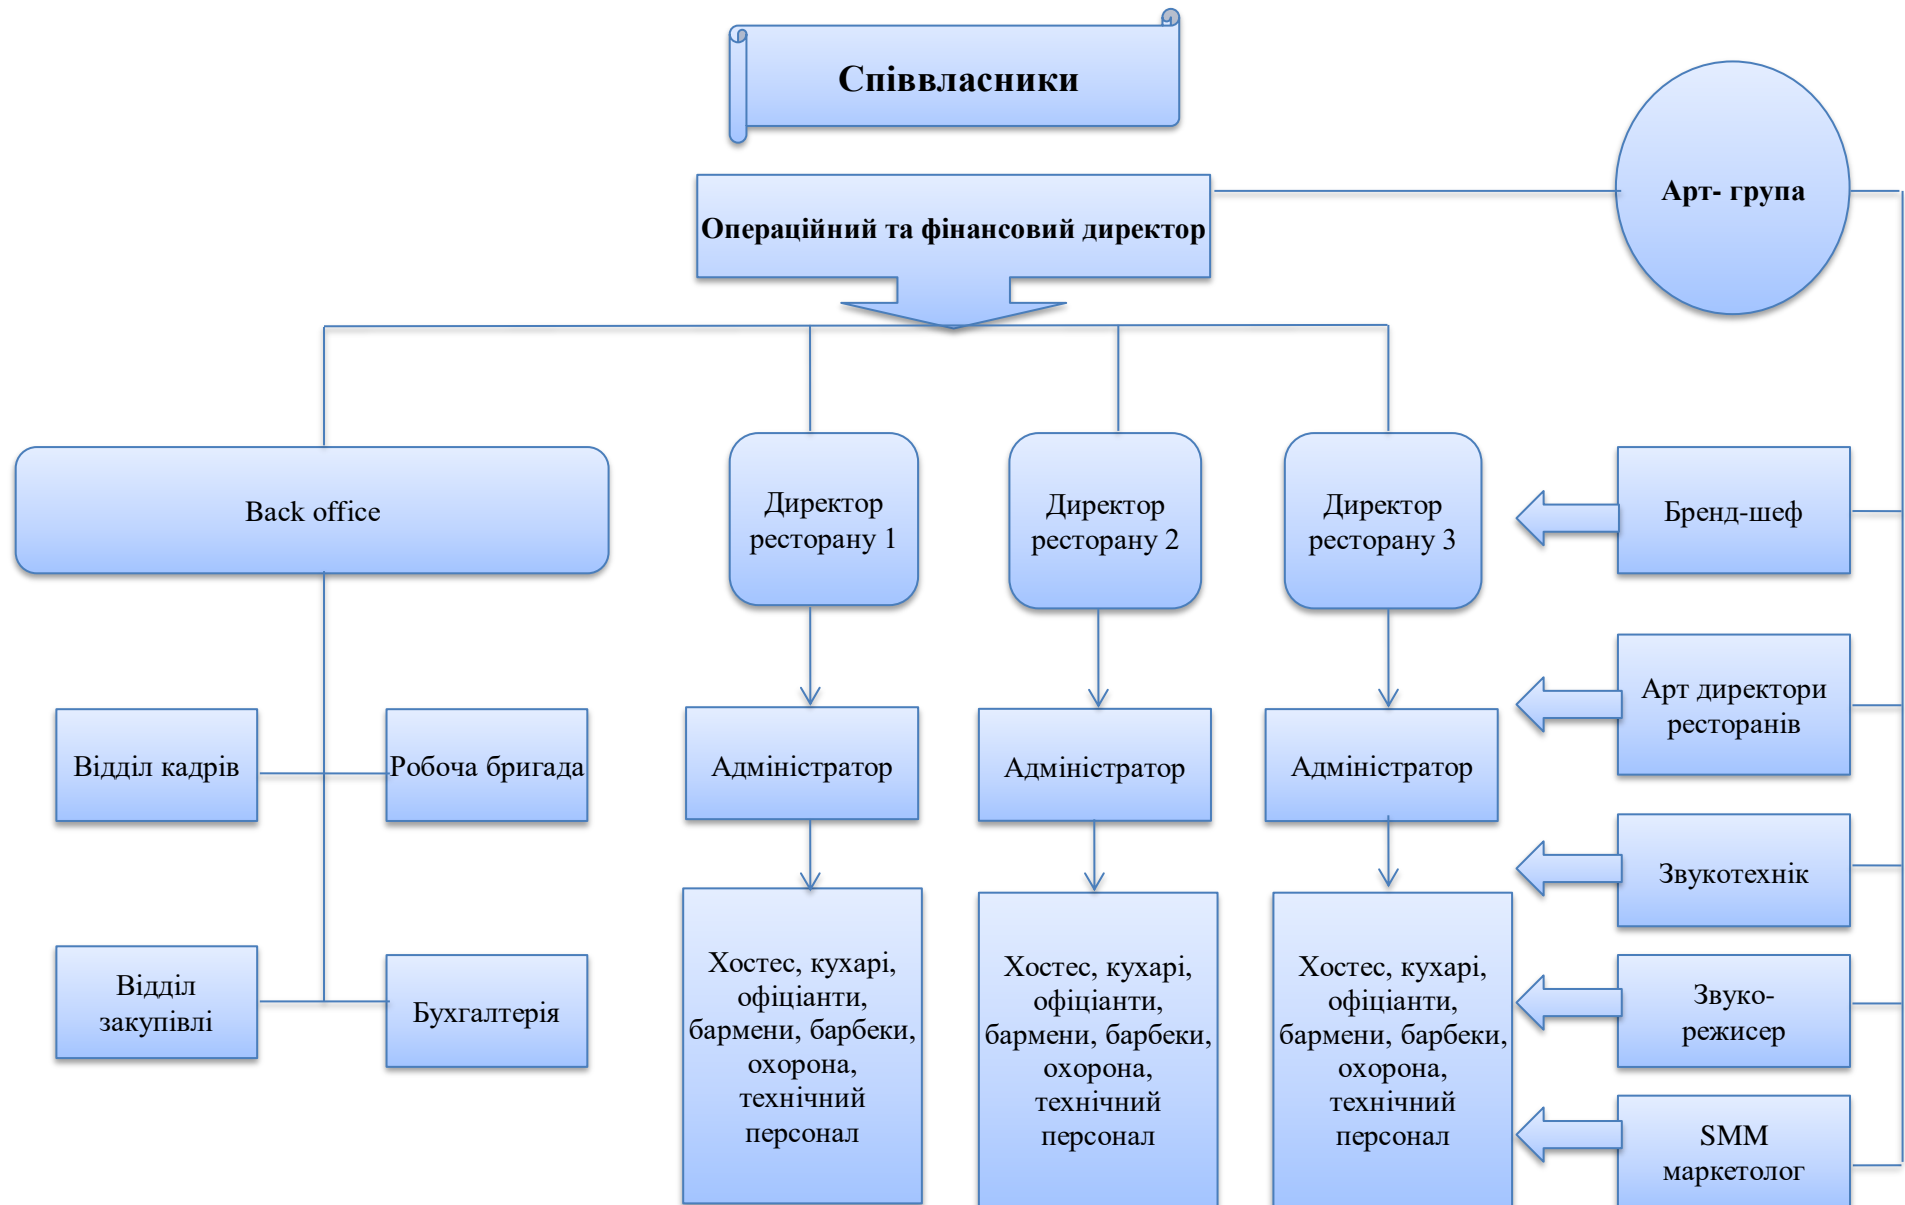 Співвласники
Арт- група
Операційний та фінансовий директор
Back office
Директор
ресторану 1
Директор
ресторану 2
Директор
ресторану 3
Бренд-шеф
Арт директори
ресторанів
Відділ кадрів
Робоча бригада
Адміністратор
Адміністратор
Адміністратор
Звукотехнік
Відділ
закупівлі
Бухгалтерія
Хостес, кухарі,
офіціанти,
бармени, барбеки,
охорона,
технічний
персонал
Хостес, кухарі,
офіціанти,
бармени, барбеки,
охорона,
технічний
персонал
Хостес, кухарі,
офіціанти,
бармени, барбеки,
охорона,
технічний
персонал
Звуко-
режисер
SMM
маркетолог